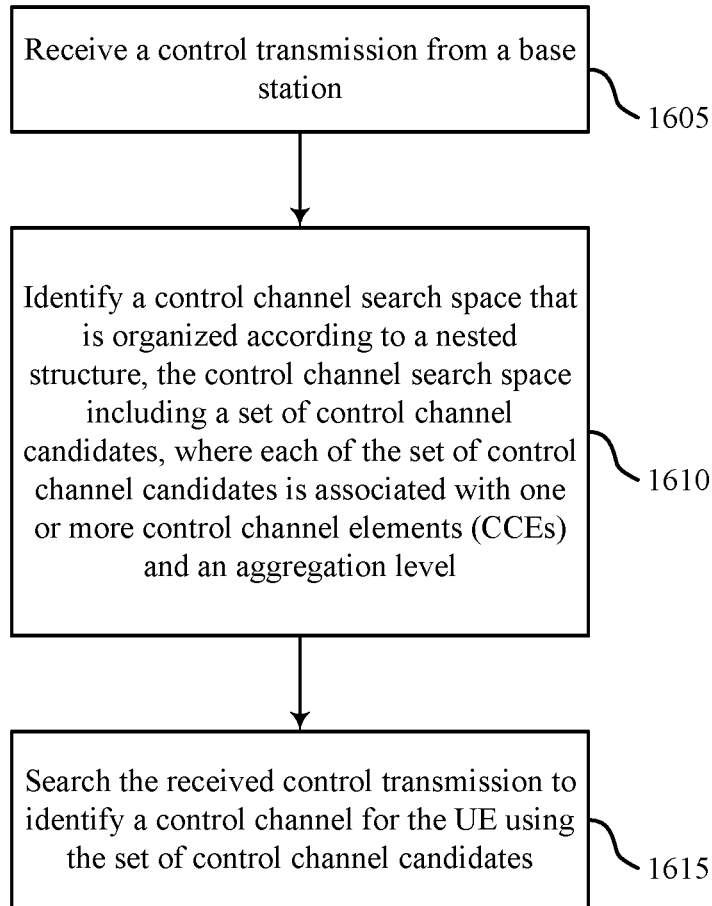 Receive a control transmission from a base
station
1605
Identify a control channel search space that
is organized according to a nested
structure, the control channel search space
including a set of control channel
candidates, where each of the set of control
channel candidates is associated with one
or more control channel elements (CCEs)
and an aggregation level
1610
Search the received control transmission to
identify a control channel for the UE using
the set of control channel candidates
1615